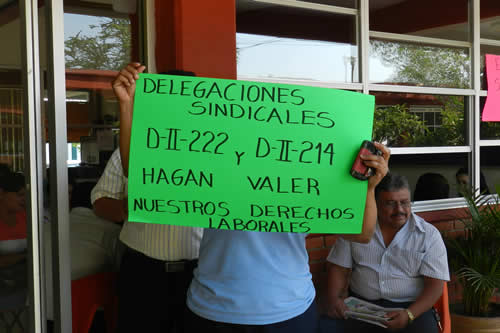 DELEGACIONES
SINDICALES
D-II-222 y D-II-214
HAGAN VALER
NUESTROS DERECHOS
LABORALES